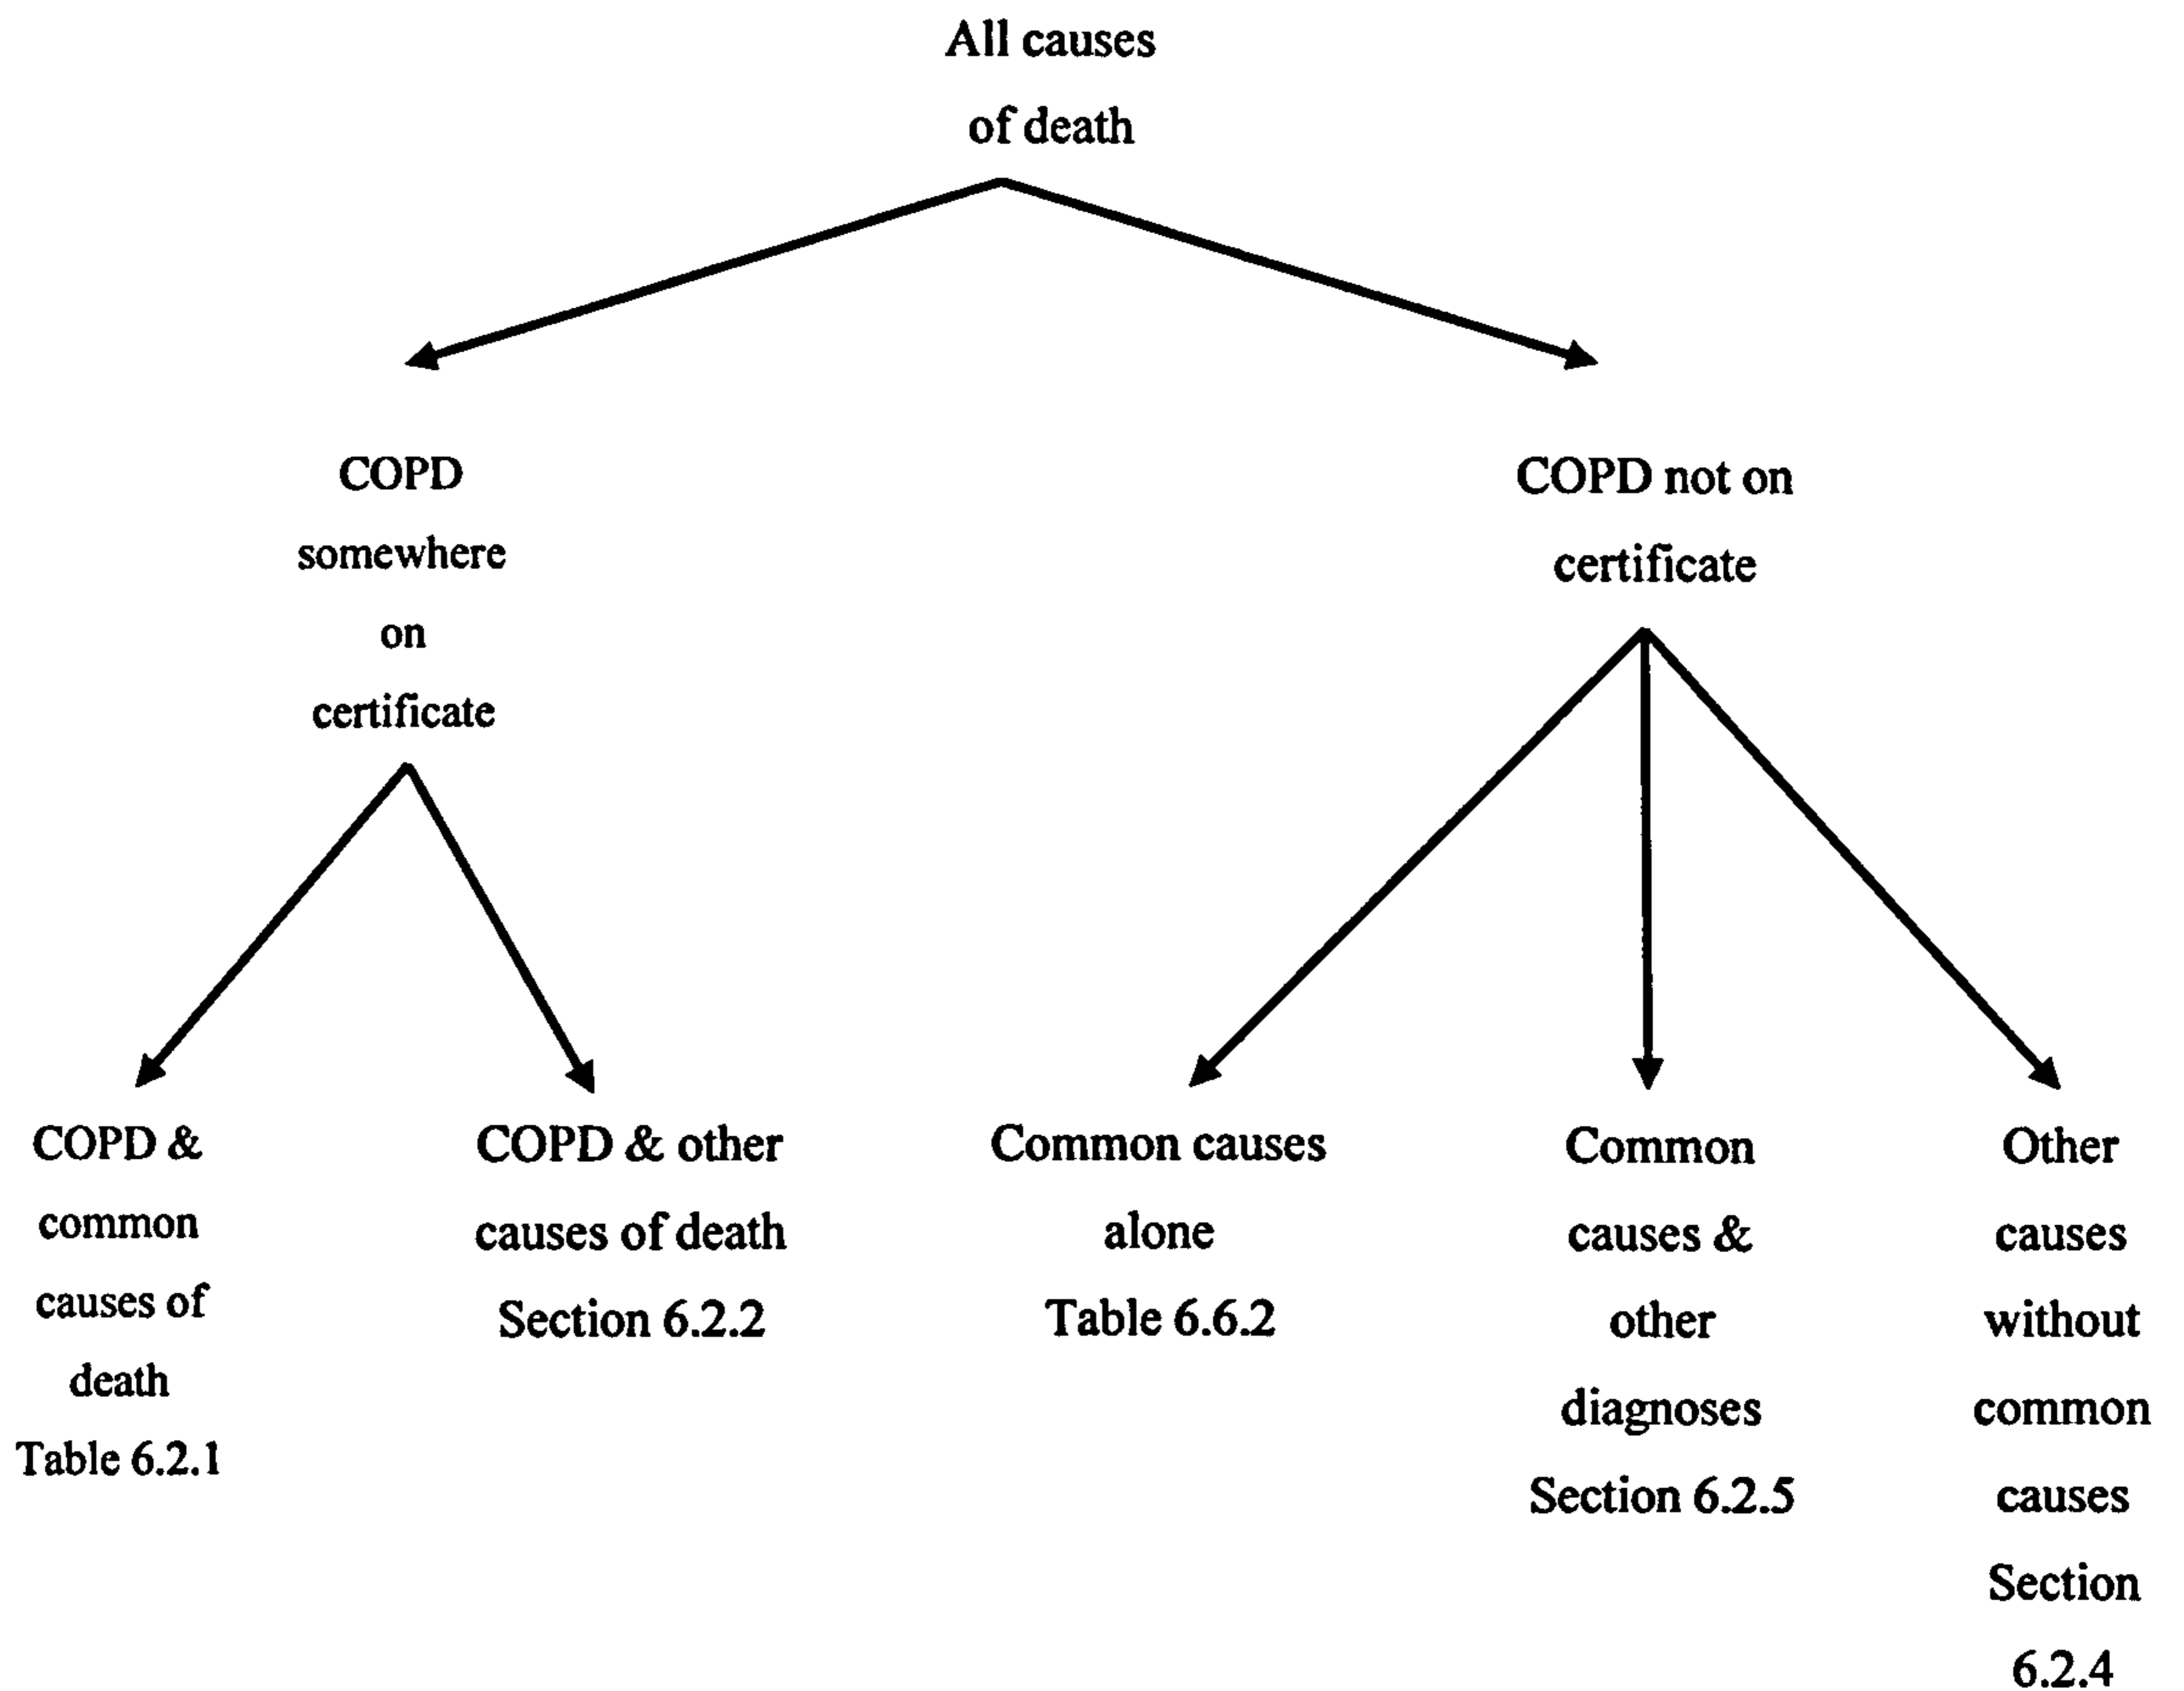 All causes
of death
COPD
somewhere
on
certificate
COPD not on
certificate
COPD &
common
causes of
death
Table 6.2.1
COPD & other
causes of death
Section 6.2.2
Common causes
alone
Table 6.6.2
Common
causes &
other
diagnoses
Section 6.2.5
Other
causes
without
common
causes
Section
6.2.4